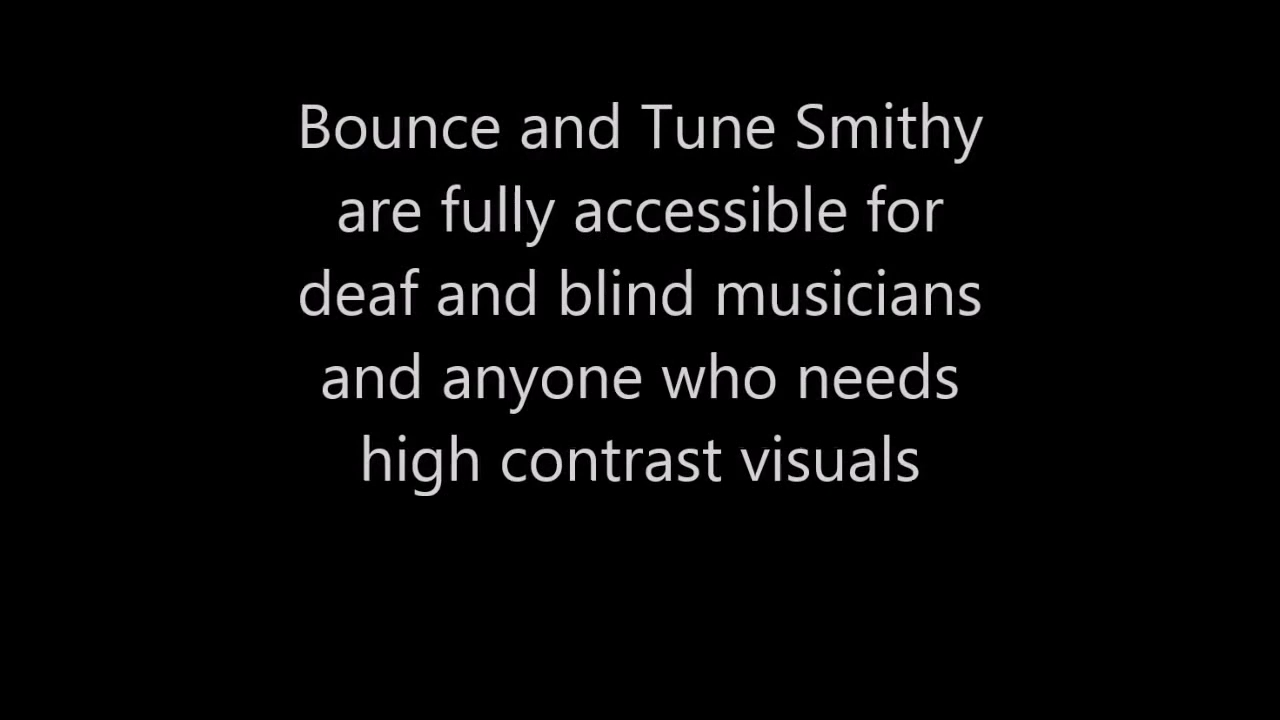 Bounce and Tune Smithy
are fully accessible for
deaf and blind musicians
and anyone who needs
high contrast visuals